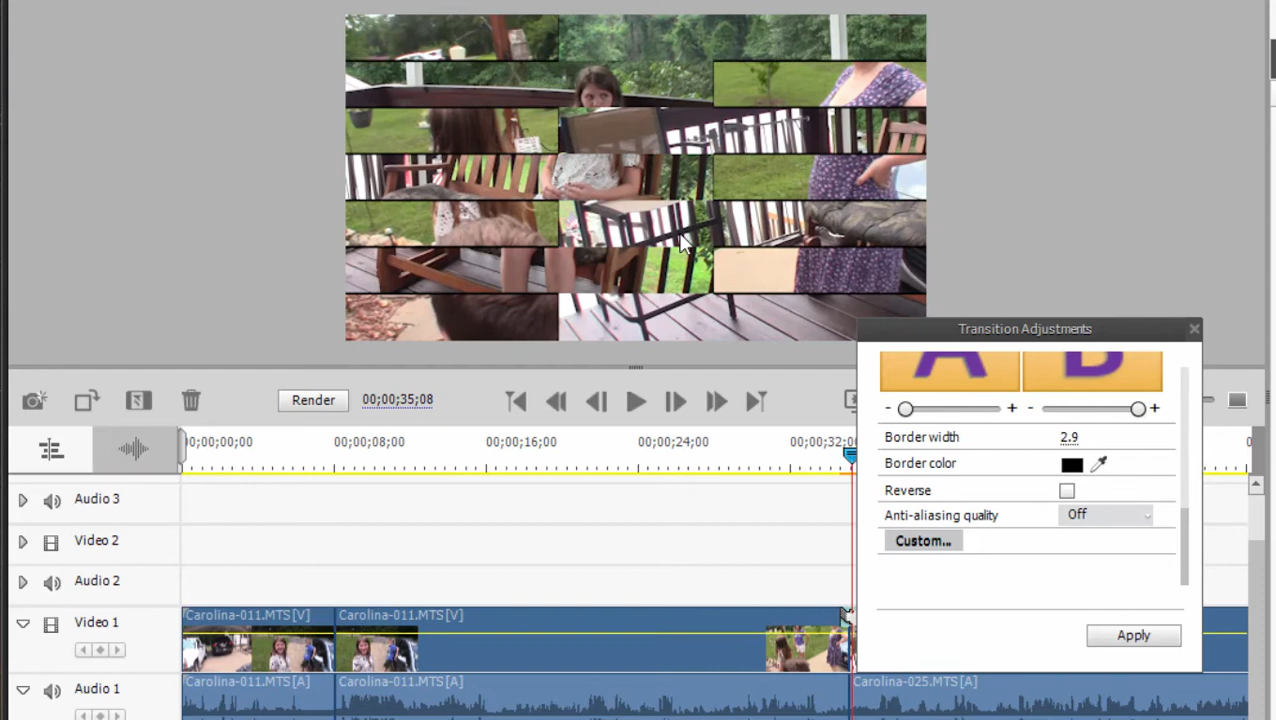 Transition Adjustments
A B
- + - +
Border width 2.9
Border color
Reverse
Anti-aliasing quality Off
Custom...
Apply
Render 00;00;35;08
00;00;00;00 00;00;08;00 00;00;16;00 00;00;24;00 00;00;32;0
Audio 3
Video 2
Audio 2
Video 1 Carolina-011.MTS[V] Carolina-011.MTS[V]
Audio 1 Carolina-011.MTS[A] Carolina-011.MTS[A] Carolina-025.MTS[A]